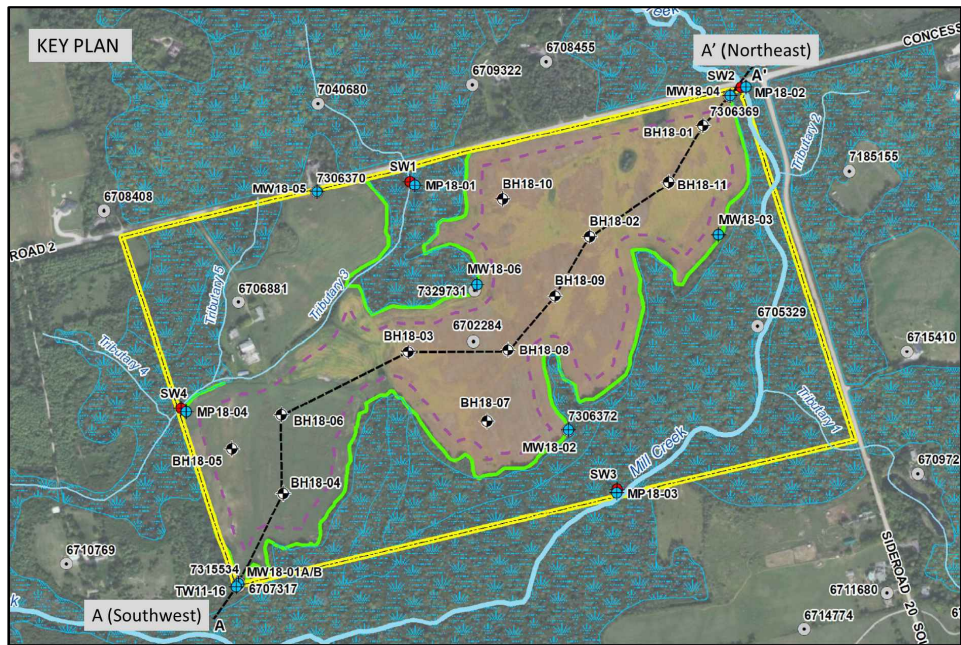 KEY PLAN
Creek
A’ (Northeast)
CONCESS
A'
6708455
6709322
7040680
SW2
MW18-04
MP18-02
7306369
BH18-01
Tributary 2
7185155
SW1
7306370
MW18-05
MP18-01
BH18-10
BH18-11
6708408
BH18-02
MW18-03
ROAD 2
Tributary 5
MW18-06
7329731
BH18-09
6706881
Tributary 3
6705329
6702284
BH18-03
BH18-08
6715410
Tributary 4
SW4
MP18-04
BH18-06
BH18-07
7306372
MW18-02
Tributary 1
BH18-05
Mill Creek
SW3
MP18-03
670972
BH18-04
SIDEROAD 20 SOU
6710769
7315534
MW18-01A/B
TW11-16
6707317
6711680
67
A (Southwest)
A
6714774
k